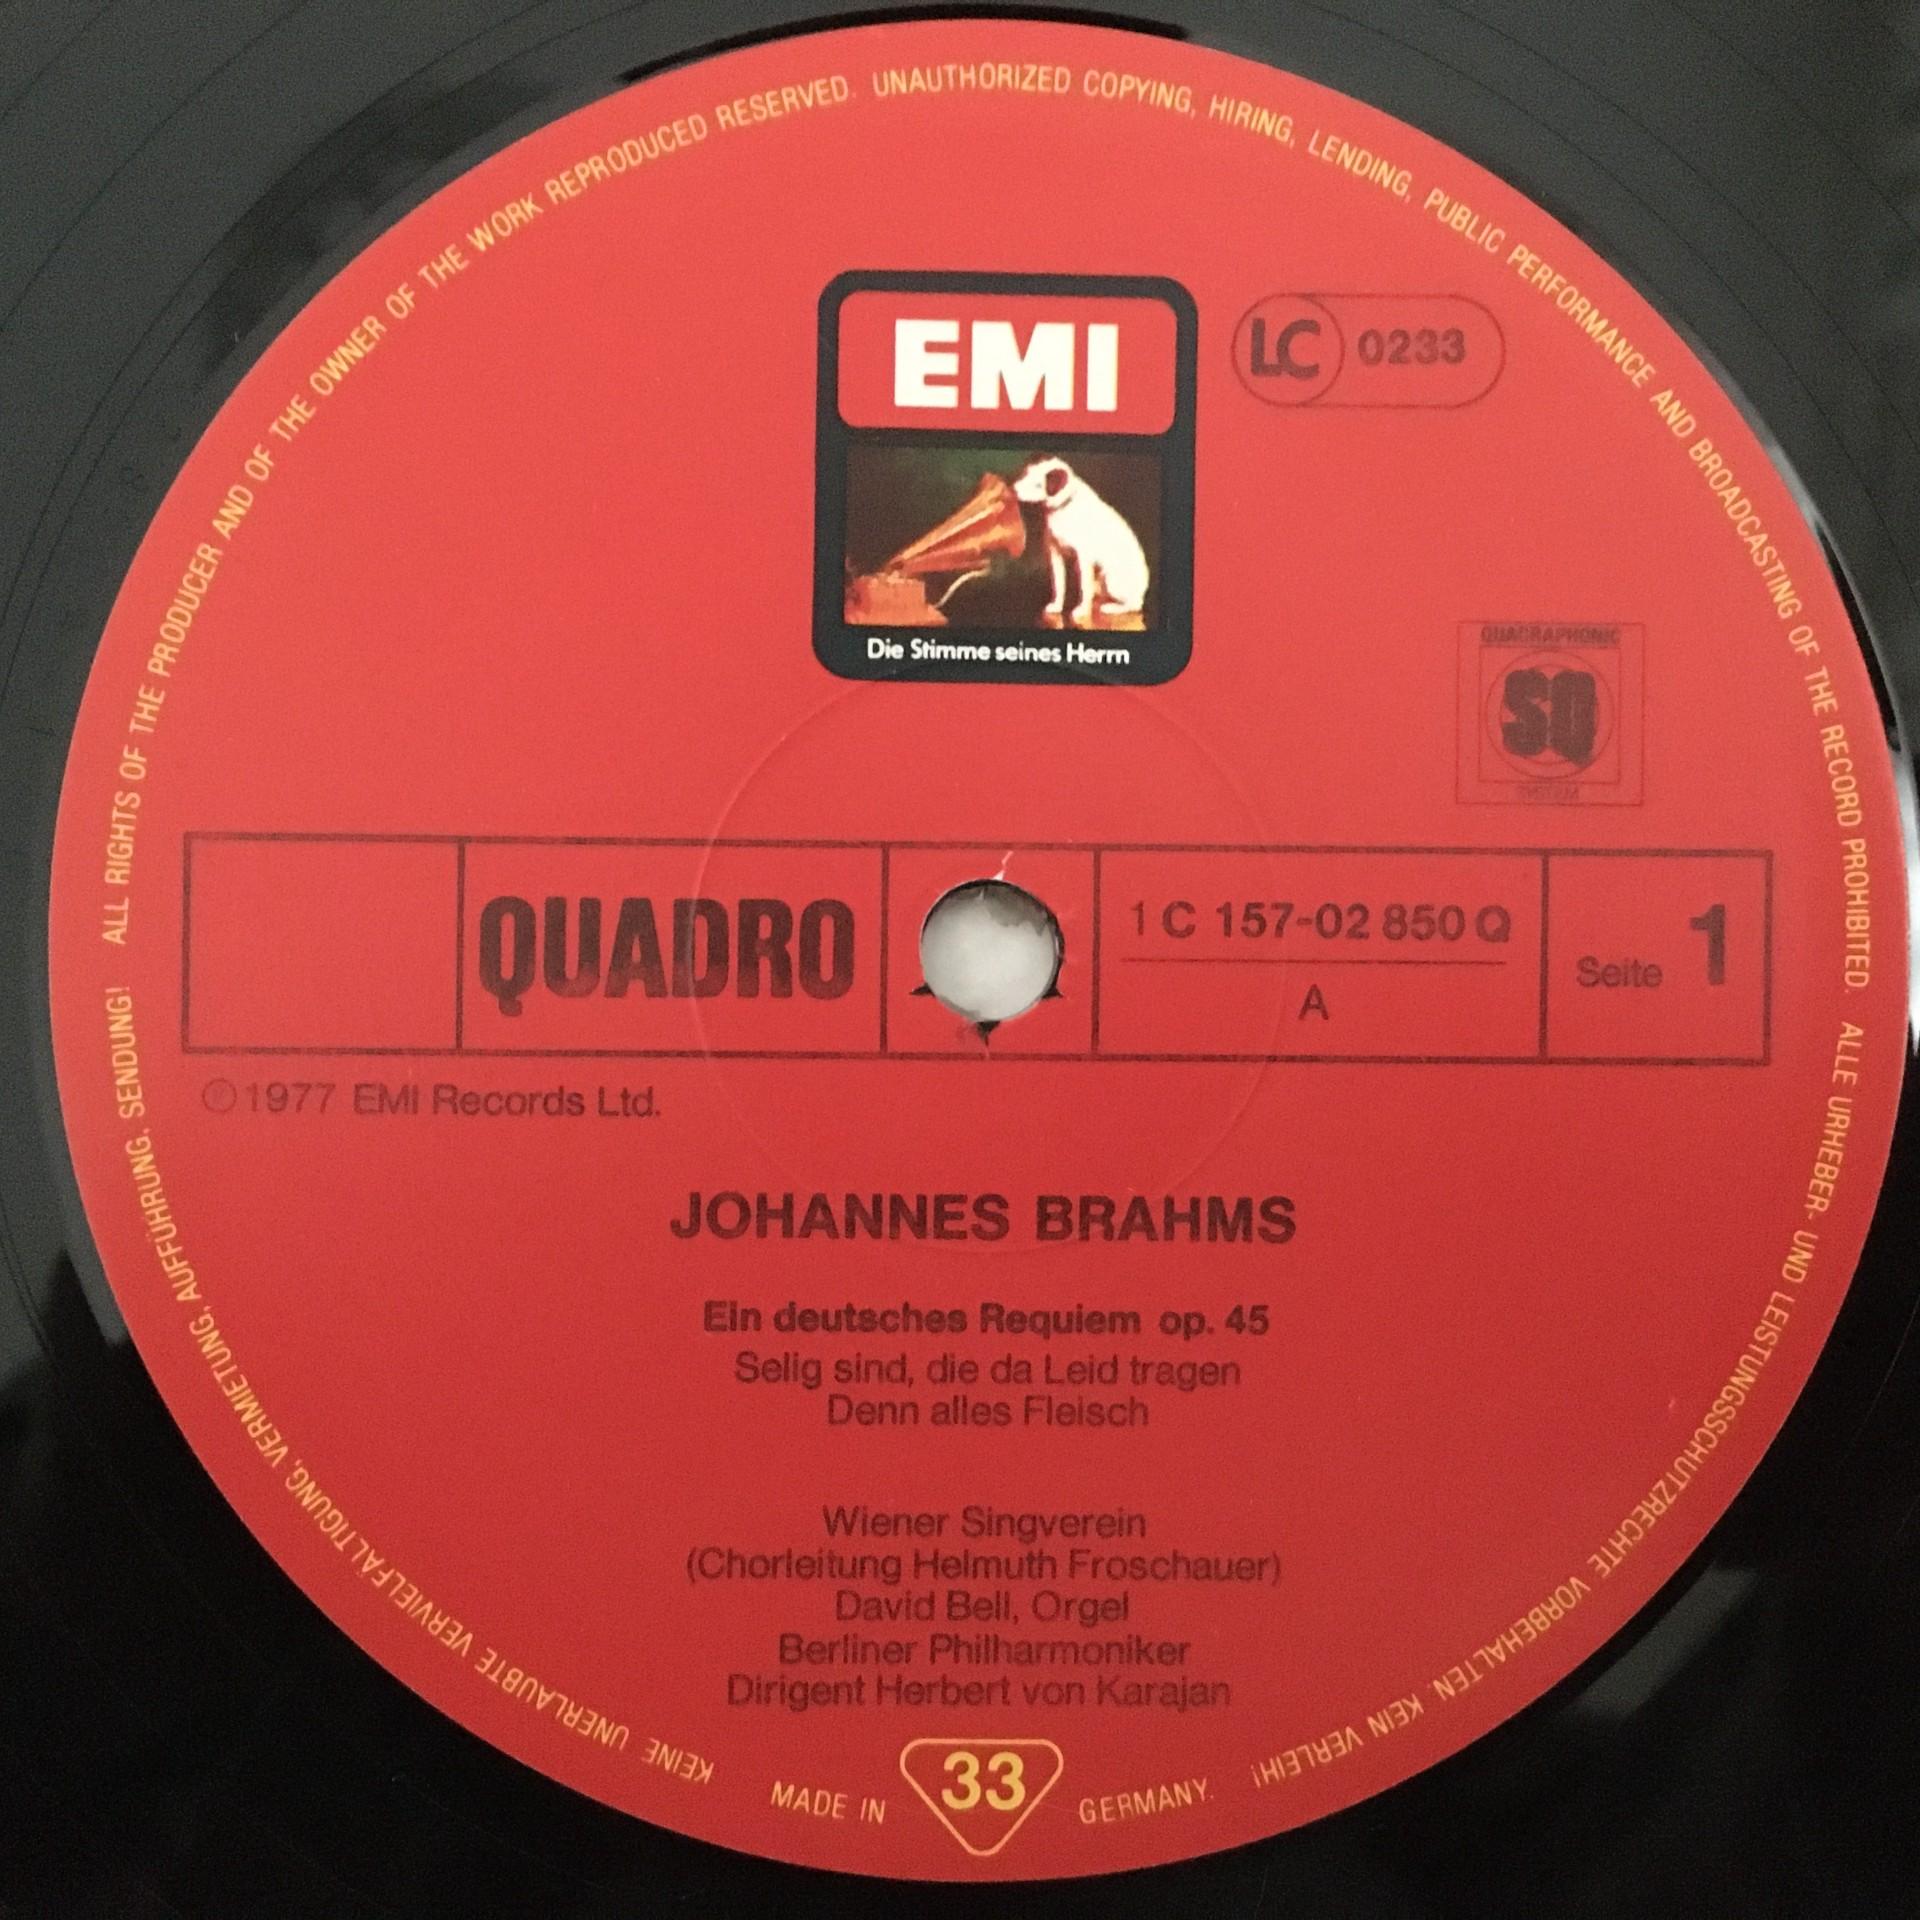 ALL RIGHTS OF THE PRODUCER AND OF THE OWNER OF THE WORK REPRODUCED RESERVED. UNAUTHORIZED COPYING, HIRING, LENDING, PUBLIC PERFORMANCE AND BROADCASTING OF THE RECORD PROHIBITED. ALLE URHEBER- UND LEISTUNGSSCHUTZRECHTE VORBEHALTEN. KEIN VERLEIH! KEINE UNERLAUBTE VERVIELFÄLTIGUNG, VERMIETUNG, AUFFÜHRUNG, SENDUNG!
EMI
LC 0233
Die Stimme seines Herrn
QUADRAPHONIC
SQ
SYSTEM
QUADRO
1 C 157-02 850 Q
A
Seite 1
℗ 1977 EMI Records Ltd.
JOHANNES BRAHMS
Ein deutsches Requiem op. 45
Selig sind, die da Leid tragen
Denn alles Fleisch
Wiener Singverein
(Chorleitung Helmuth Froschauer)
David Bell, Orgel
Berliner Philharmoniker
Dirigent Herbert von Karajan
MADE IN 33 GERMANY.